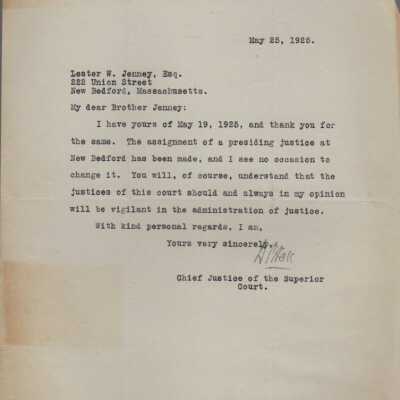 May 25, 1925.
Lester W. Jenney, Esq.
222 Union Street
New Bedford, Massachusetts.
My dear Brother Jenney:
I have yours of May 19, 1925, and thank you for
the same. The assignment of a presiding justice at
New Bedford has been made, and I see no occasion to
change it. You will, of course, understand that the
justices of this court should and always in my opinion
will be vigilant in the administration of justice.
With kind personal regards, I am,
Yours very sincerely,
Chief Justice of the Superior
Court.